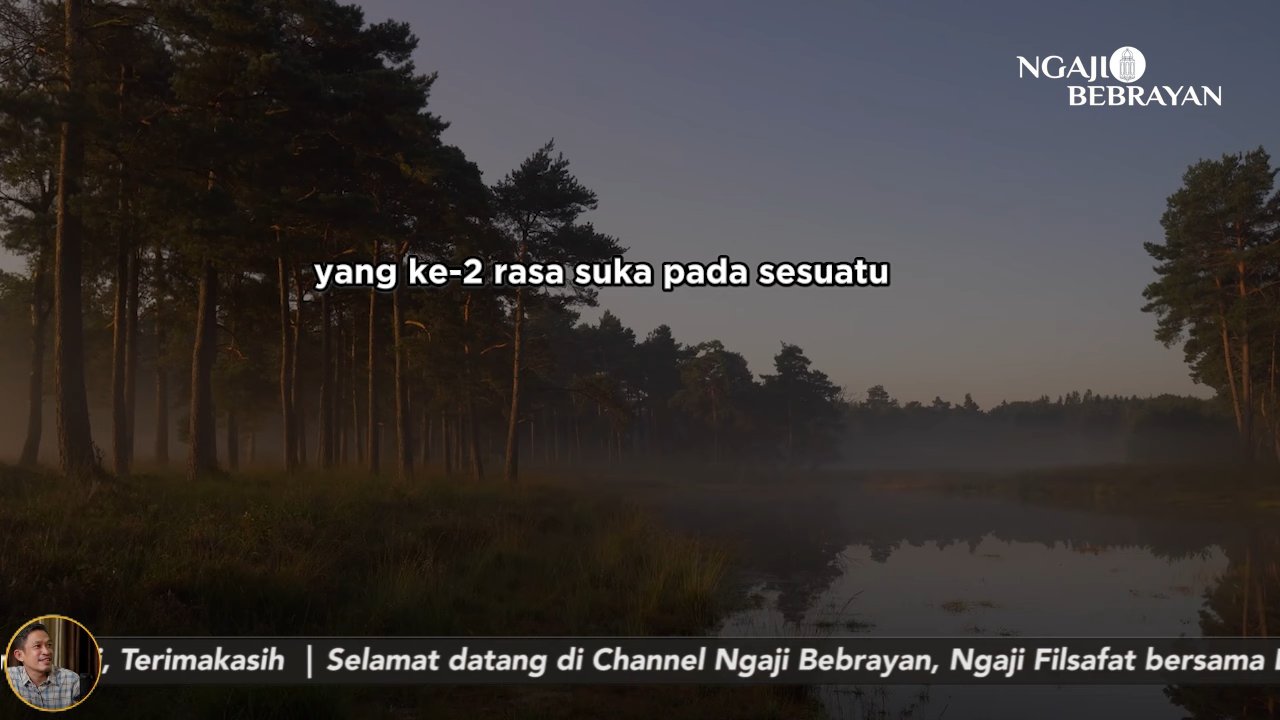 NGAJI
BEBRAYAN
yang ke-2 rasa suka pada sesuatu
, Terimakasih | Selamat datang di Channel Ngaji Bebrayan, Ngaji Filsafat bersama